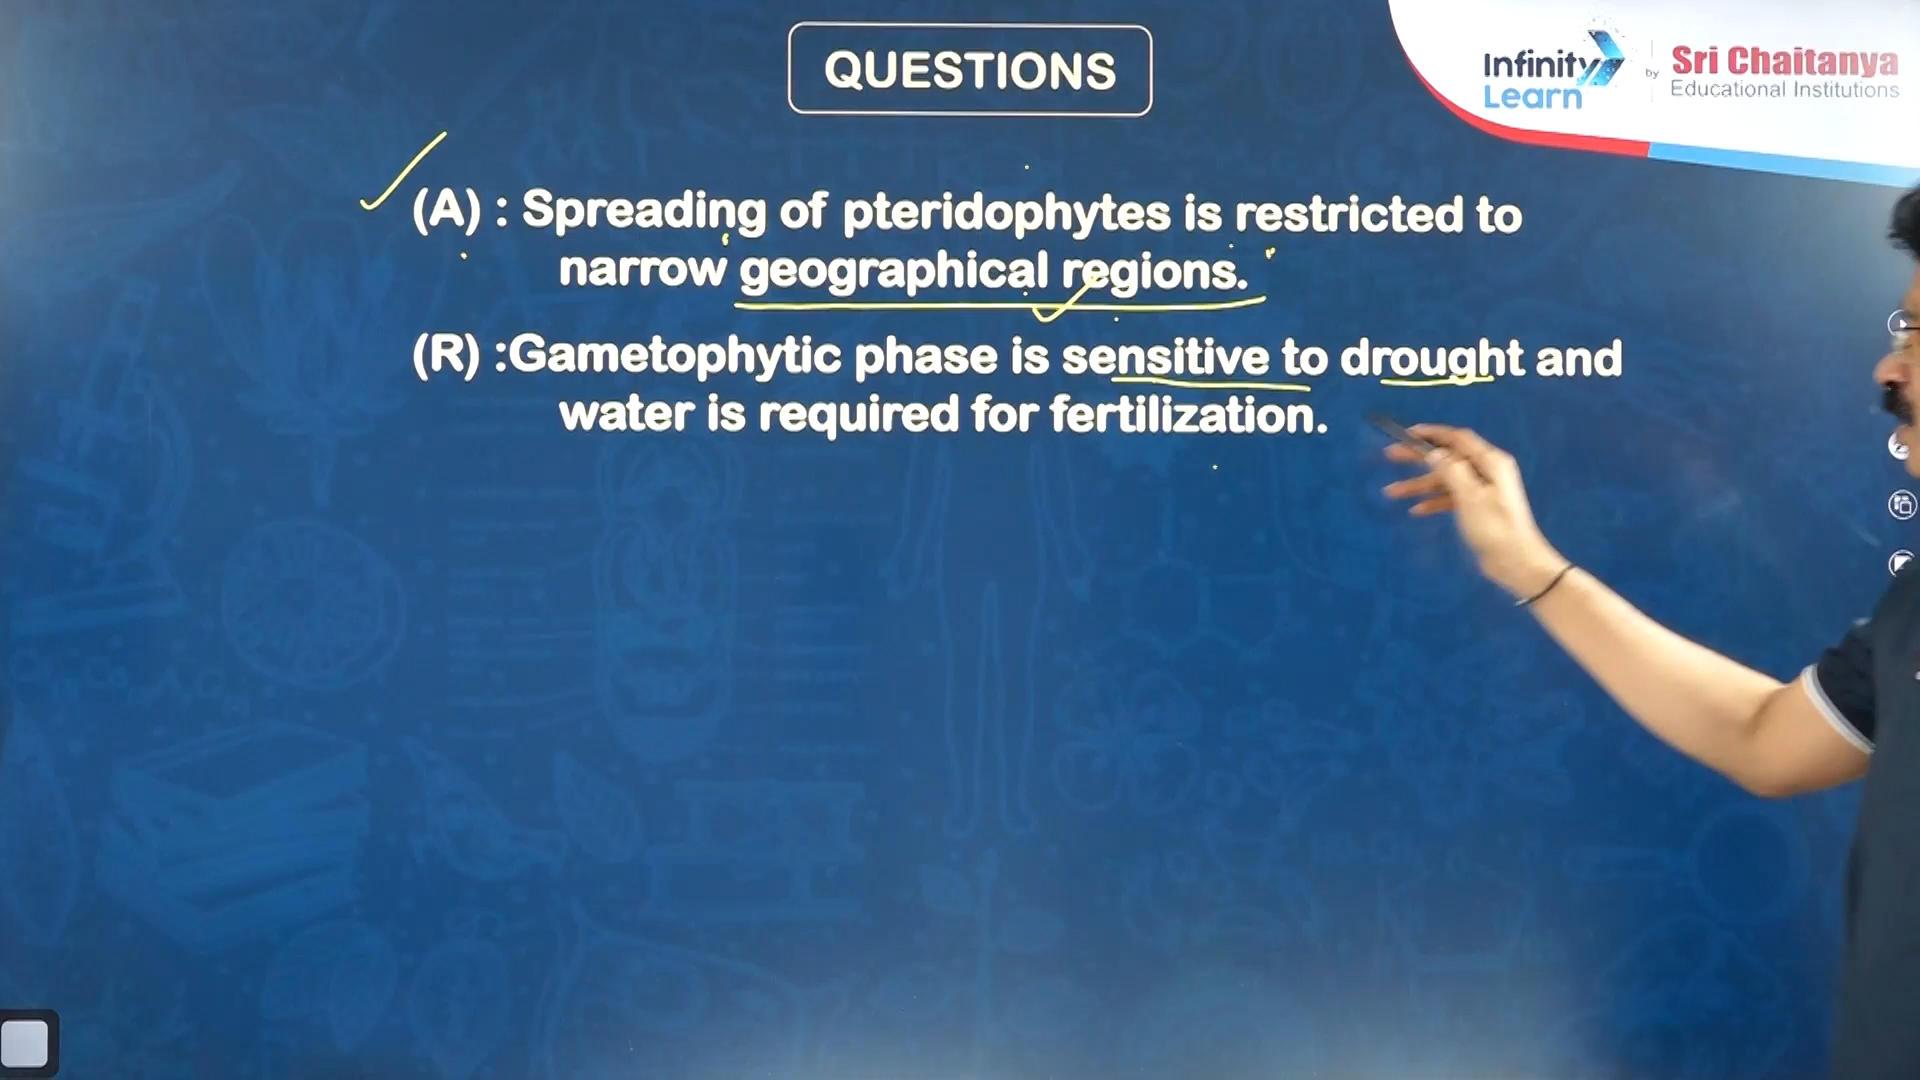 QUESTIONS
Infinity Learn by Sri Chaitanya Educational Institutions
(A) : Spreading of pteridophytes is restricted to
narrow geographical regions.
(R) :Gametophytic phase is sensitive to drought and
water is required for fertilization.